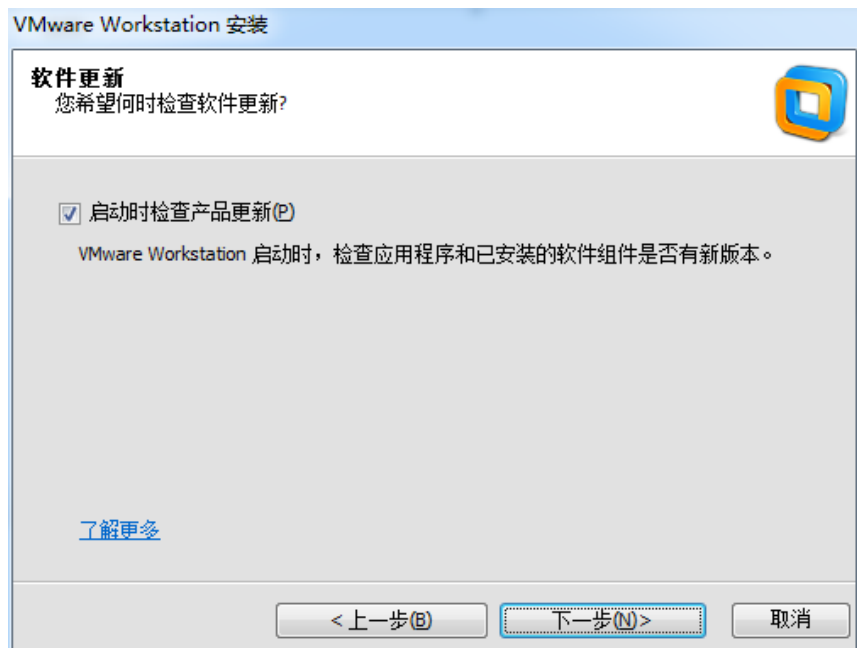 VMware Workstation 安装
软件更新
您希望何时检查软件更新?
启动时检查产品更新(P)
VMware Workstation 启动时，检查应用程序和已安装的软件组件是否有新版本。
了解更多
<上一步(B)
下一步(N)>
取消